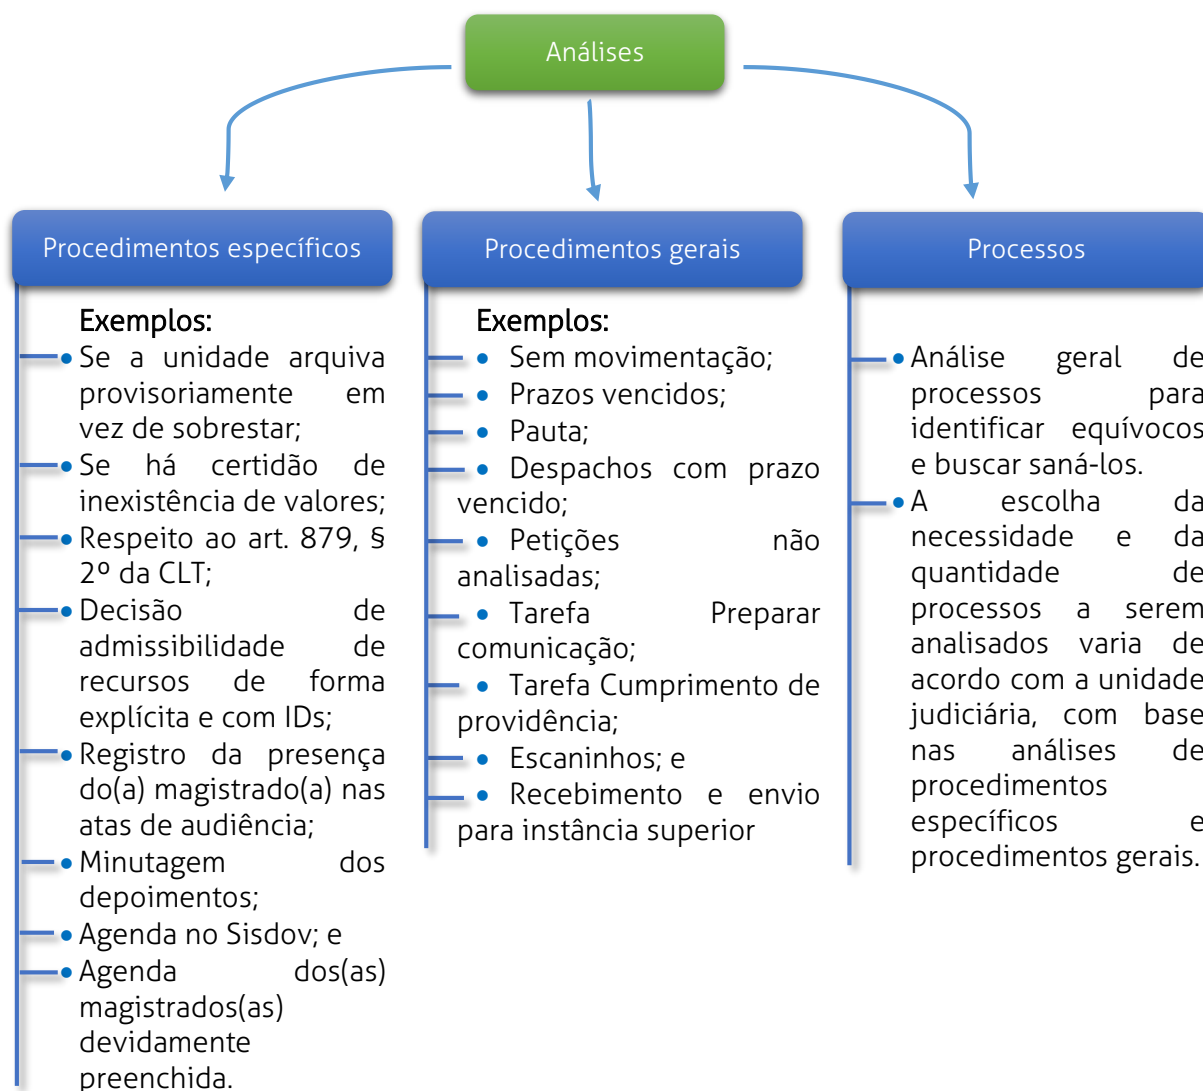 Análises
Procedimentos específicos
Exemplos:
• Se a unidade arquiva
provisoriamente em
vez de sobrestar;
• Se há certidão de
inexistência de valores;
• Respeito ao art. 879, §
2º da CLT;
• Decisão de
admissibilidade de
recursos de forma
explícita e com IDs;
• Registro da presença
do(a) magistrado(a) nas
atas de audiência;
• Minutagem dos
depoimentos;
• Agenda no Sisdov; e
• Agenda dos(as)
magistrados(as)
devidamente
preenchida.
Procedimentos gerais
Exemplos:
• Sem movimentação;
• Prazos vencidos;
• Pauta;
• Despachos com prazo
vencido;
• Petições não
analisadas;
• Tarefa Preparar
comunicação;
• Tarefa Cumprimento de
providência;
• Escaninhos; e
• Recebimento e envio
para instância superior
Processos
• Análise geral de
processos para
identificar equívocos
e buscar saná-los.
• A escolha da
necessidade e da
quantidade de
processos a serem
analisados varia de
acordo com a unidade
judiciária, com base
nas análises de
procedimentos
específicos e
procedimentos gerais.